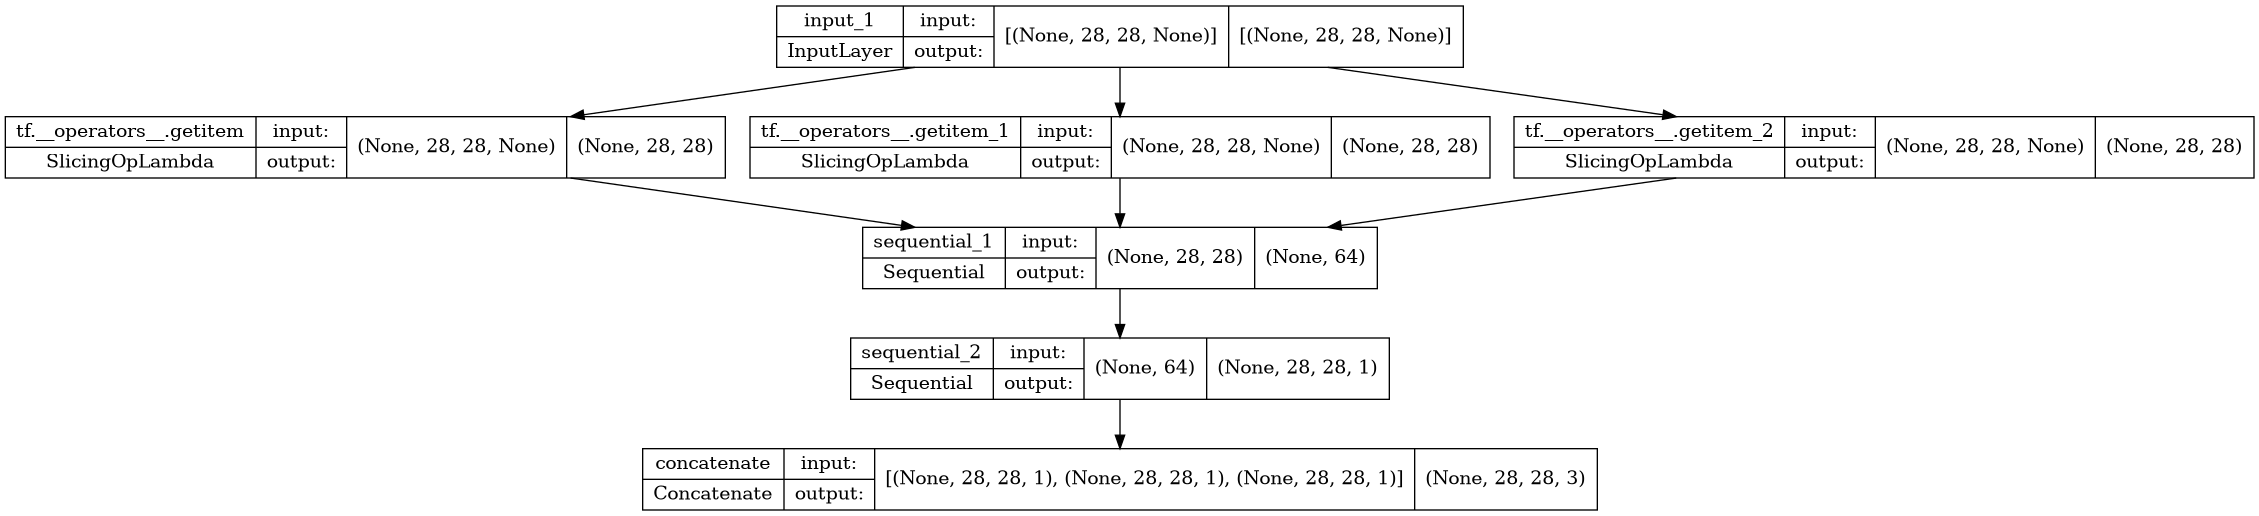 input_1
InputLayer
input:
output:
[(None, 28, 28, None)]
[(None, 28, 28, None)]
tf.__operators__.getitem
SlicingOpLambda
input:
output:
(None, 28, 28, None)
(None, 28, 28)
tf.__operators__.getitem_1
SlicingOpLambda
input:
output:
(None, 28, 28, None)
(None, 28, 28)
tf.__operators__.getitem_2
SlicingOpLambda
input:
output:
(None, 28, 28, None)
(None, 28, 28)
sequential_1
Sequential
input:
output:
(None, 28, 28)
(None, 64)
sequential_2
Sequential
input:
output:
(None, 64)
(None, 28, 28, 1)
concatenate
Concatenate
input:
output:
[(None, 28, 28, 1), (None, 28, 28, 1), (None, 28, 28, 1)]
(None, 28, 28, 3)